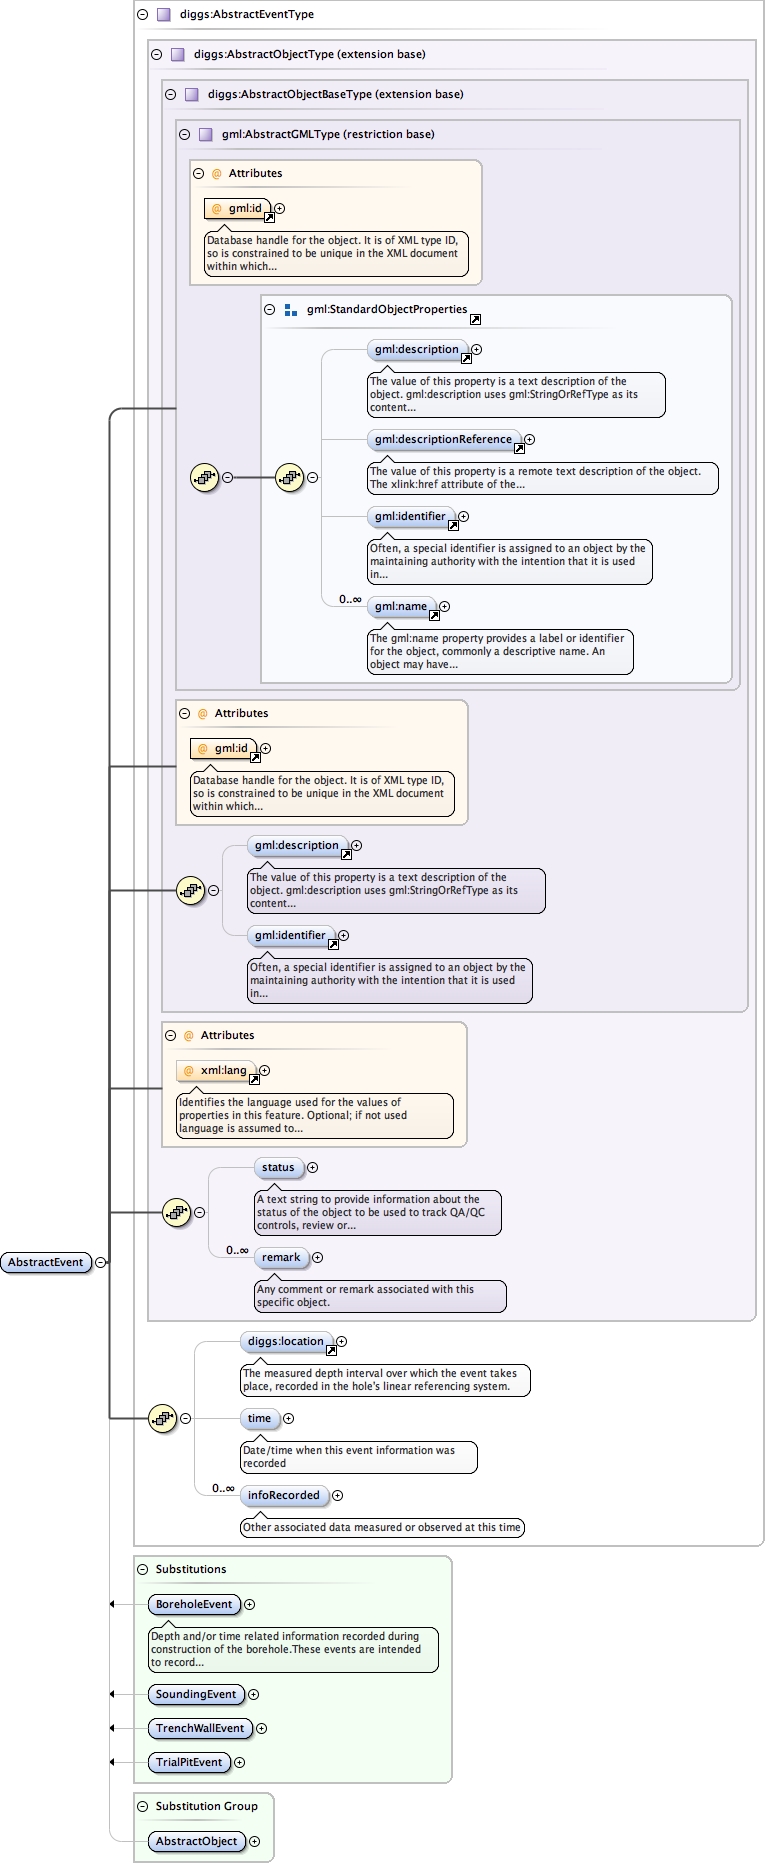 diggs:AbstractEventType
diggs:AbstractObjectType (extension base)
diggs:AbstractObjectBaseType (extension base)
gml:AbstractGMLType (restriction base)
@ Attributes
@ gml:id
Database handle for the object. It is of XML type ID,
so is constrained to be unique in the XML document
within which...
gml:StandardObjectProperties
gml:description
The value of this property is a text description of the
object. gml:description uses gml:StringOrRefType as its
content...
gml:descriptionReference
The value of this property is a remote text description of the object.
The xlink:href attribute of the...
gml:identifier
Often, a special identifier is assigned to an object by the
maintaining authority with the intention that it is used
in...
0..∞
gml:name
The gml:name property provides a label or identifier
for the object, commonly a descriptive name. An
object may have...
@ Attributes
@ gml:id
Database handle for the object. It is of XML type ID,
so is constrained to be unique in the XML document
within which...
gml:description
The value of this property is a text description of the
object. gml:description uses gml:StringOrRefType as its
content...
gml:identifier
Often, a special identifier is assigned to an object by the
maintaining authority with the intention that it is used
in...
@ Attributes
@ xml:lang
Identifies the language used for the values of
properties in this feature. Optional; if not used
language is assumed to...
status
A text string to provide information about the
status of the object to be used to track QA/QC
controls, review or...
0..∞
remark
Any comment or remark associated with this
specific object.
AbstractEvent
diggs:location
The measured depth interval over which the event takes
place, recorded in the hole's linear referencing system.
time
Date/time when this event information was
recorded
0..∞
infoRecorded
Other associated data measured or observed at this time
Substitutions
BoreholeEvent
Depth and/or time related information recorded during
construction of the borehole.These events are intended
to record...
SoundingEvent
TrenchWallEvent
TrialPitEvent
Substitution Group
AbstractObject